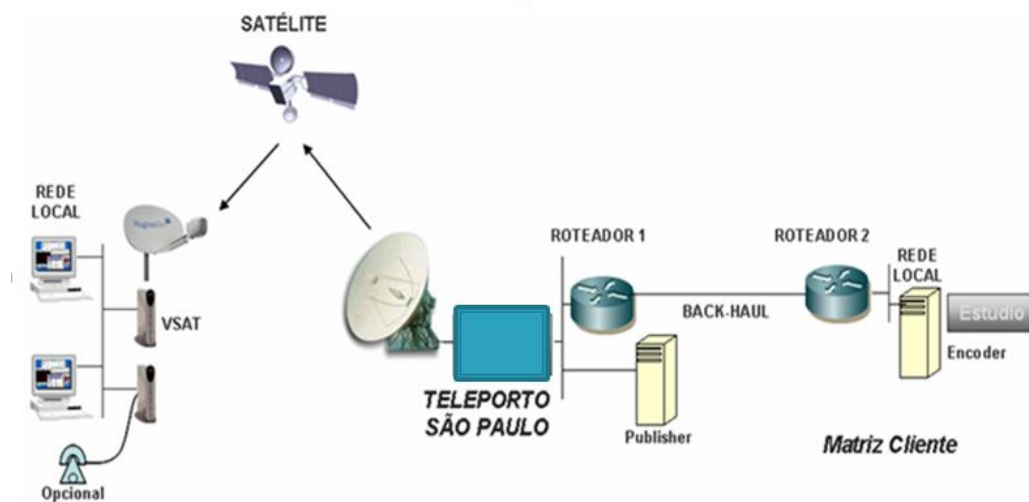 SATÉLITE
REDE
LOCAL
HughesNet
VSAT
Opcional
TELEPORTO
SÃO PAULO
ROTEADOR 1
BACK-HAUL
Publisher
ROTEADOR 2
REDE
LOCAL
Estúdio
Encoder
Matriz Cliente